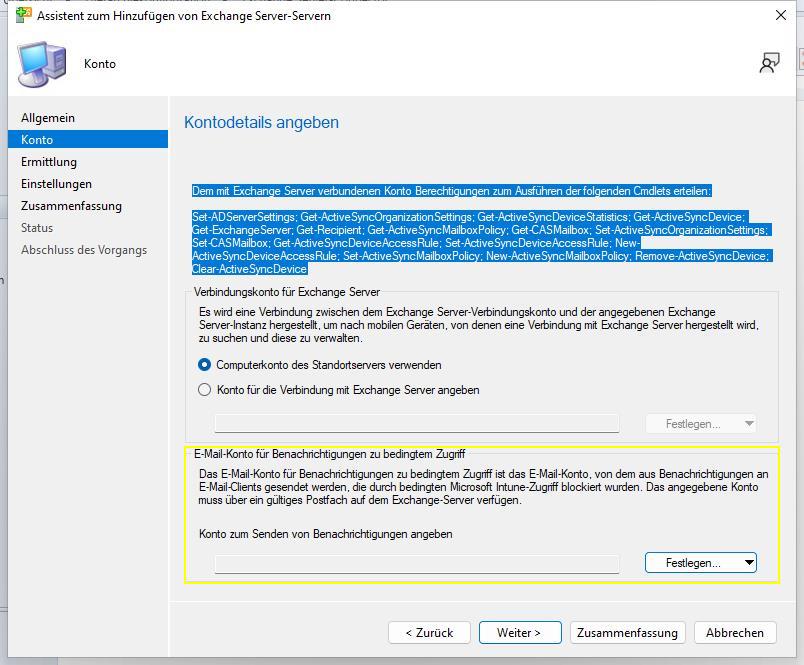 Assistent zum Hinzufügen von Exchange Server-Servern
Konto
Allgemein
Konto
Ermittlung
Einstellungen
Zusammenfassung
Status
Abschluss des Vorgangs
Kontodetails angeben
Dem mit Exchange Server verbundenen Konto Berechtigungen zum Ausführen der folgenden Cmdlets erteilen:
Set-ADServerSettings; Get-ActiveSyncOrganizationSettings; Get-ActiveSyncDeviceStatistics; Get-ActiveSyncDevice;
Get-ExchangeServer; Get-Recipient; Get-ActiveSyncMailboxPolicy; Get-CASMailbox; Set-ActiveSyncOrganizationSettings;
Set-CASMailbox; Get-ActiveSyncDeviceAccessRule; Set-ActiveSyncDeviceAccessRule; New-
ActiveSyncDeviceAccessRule; Set-ActiveSyncMailboxPolicy; New-ActiveSyncMailboxPolicy; Remove-ActiveSyncDevice;
Clear-ActiveSyncDevice
Verbindungskonto für Exchange Server
Es wird eine Verbindung zwischen dem Exchange Server-Verbindungskonto und der angegebenen Exchange
Server-Instanz hergestellt, um nach mobilen Geräten, von denen eine Verbindung mit Exchange Server hergestellt wird,
zu suchen und diese zu verwalten.
Computerkonto des Standortservers verwenden
Konto für die Verbindung mit Exchange Server angeben
Festlegen...
E-Mail-Konto für Benachrichtigungen zu bedingtem Zugriff
Das E-Mail-Konto für Benachrichtigungen zu bedingtem Zugriff ist das E-Mail-Konto, von dem aus Benachrichtigungen an
E-Mail-Clients gesendet werden, die durch bedingten Microsoft Intune-Zugriff blockiert wurden. Das angegebene Konto
muss über ein gültiges Postfach auf dem Exchange-Server verfügen.
Konto zum Senden von Benachrichtigungen angeben
Festlegen...
< Zurück
Weiter >
Zusammenfassung
Abbrechen